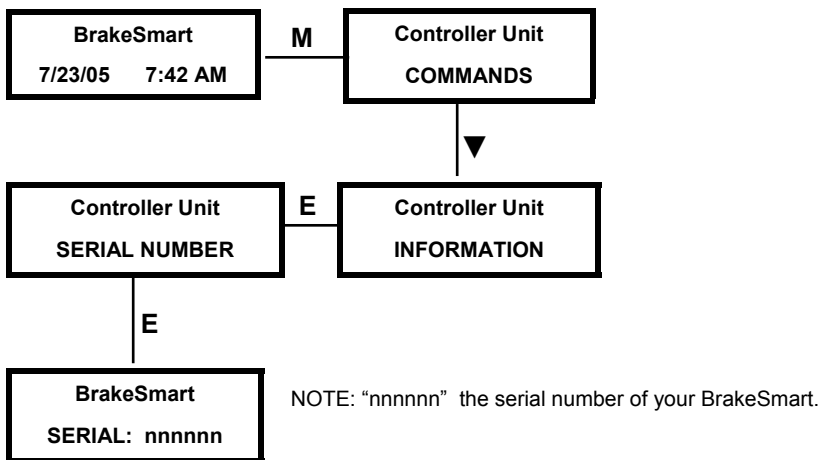 BrakeSmart
7/23/05 7:42 AM
M
Controller Unit
COMMANDS
▼
Controller Unit
INFORMATION
E
Controller Unit
SERIAL NUMBER
E
BrakeSmart
SERIAL: nnnnnn
NOTE: “nnnnnn” the serial number of your BrakeSmart.